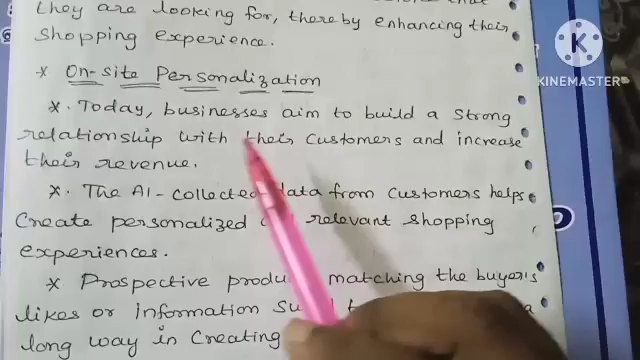 they are looking for, thereby enhancing their
shopping experience.
* On-site Personalization
* Today, businesses aim to build a strong
relationship with their customers and increase
their revenue.
* The AI-collected data from customers helps
Create personalized relevant shopping
experiences.
* Prospective matching the buyer's
likes or information
long way in creating
KINEMASTER